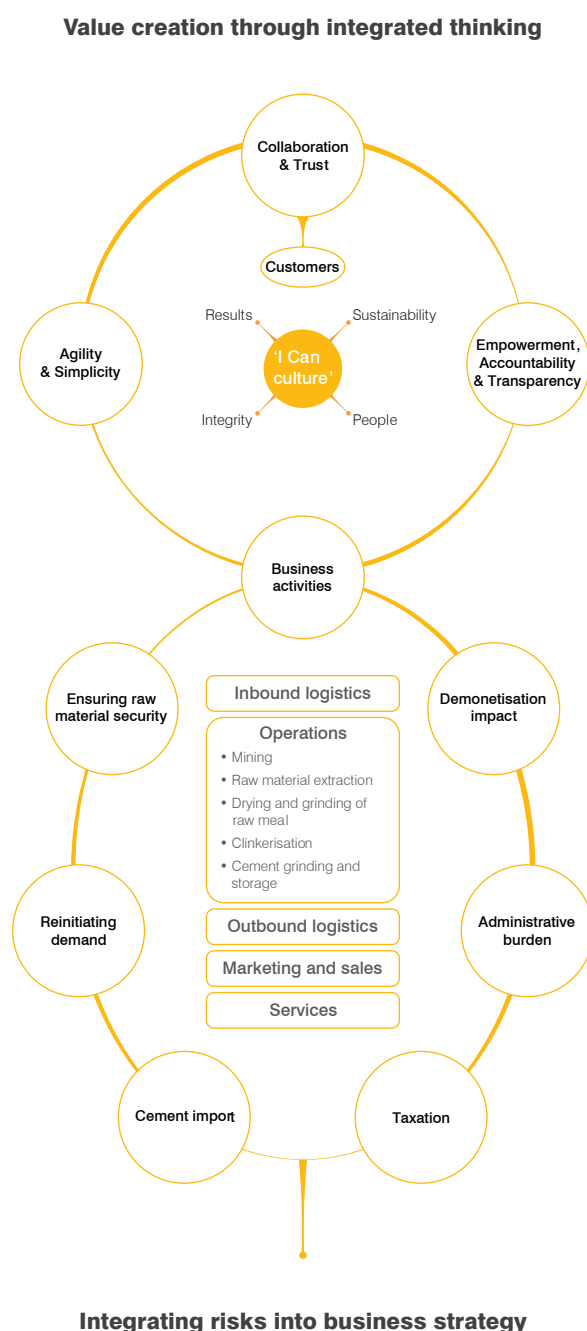 Value creation through integrated thinking
Collaboration
& Trust
Customers
Results
Sustainability
Agility
& Simplicity
'I Can
culture'
Empowerment,
Accountability
& Transparency
Integrity
People
Business
activities
Ensuring raw
material security
Demonetisation
impact
Inbound logistics
Operations
• Mining
• Raw material extraction
• Drying and grinding of
raw meal
• Clinkerisation
• Cement grinding and
storage
Reinitiating
demand
Administrative
burden
Outbound logistics
Marketing and sales
Services
Cement import
Taxation
Integrating risks into business strategy